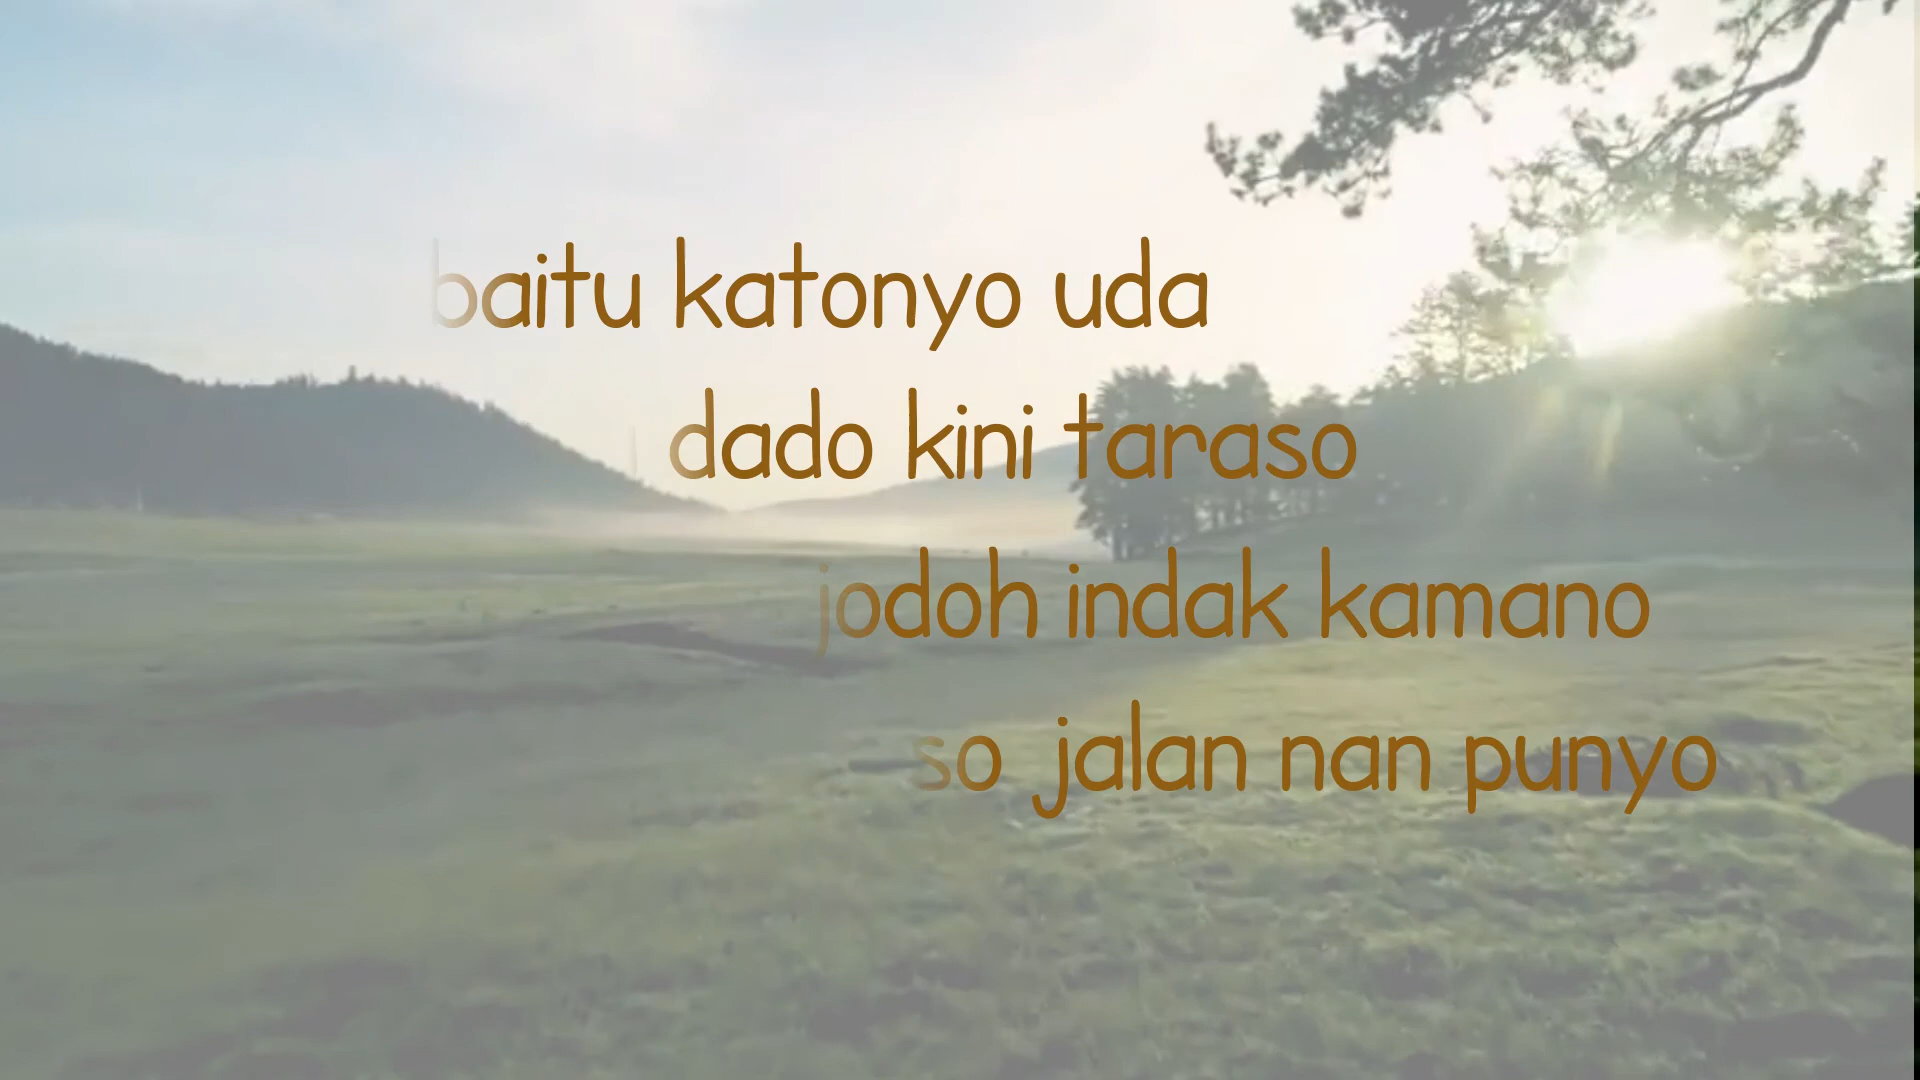 baitu katonyo uda
dado kini taraso
jodoh indak kamano
so jalan nan punyo